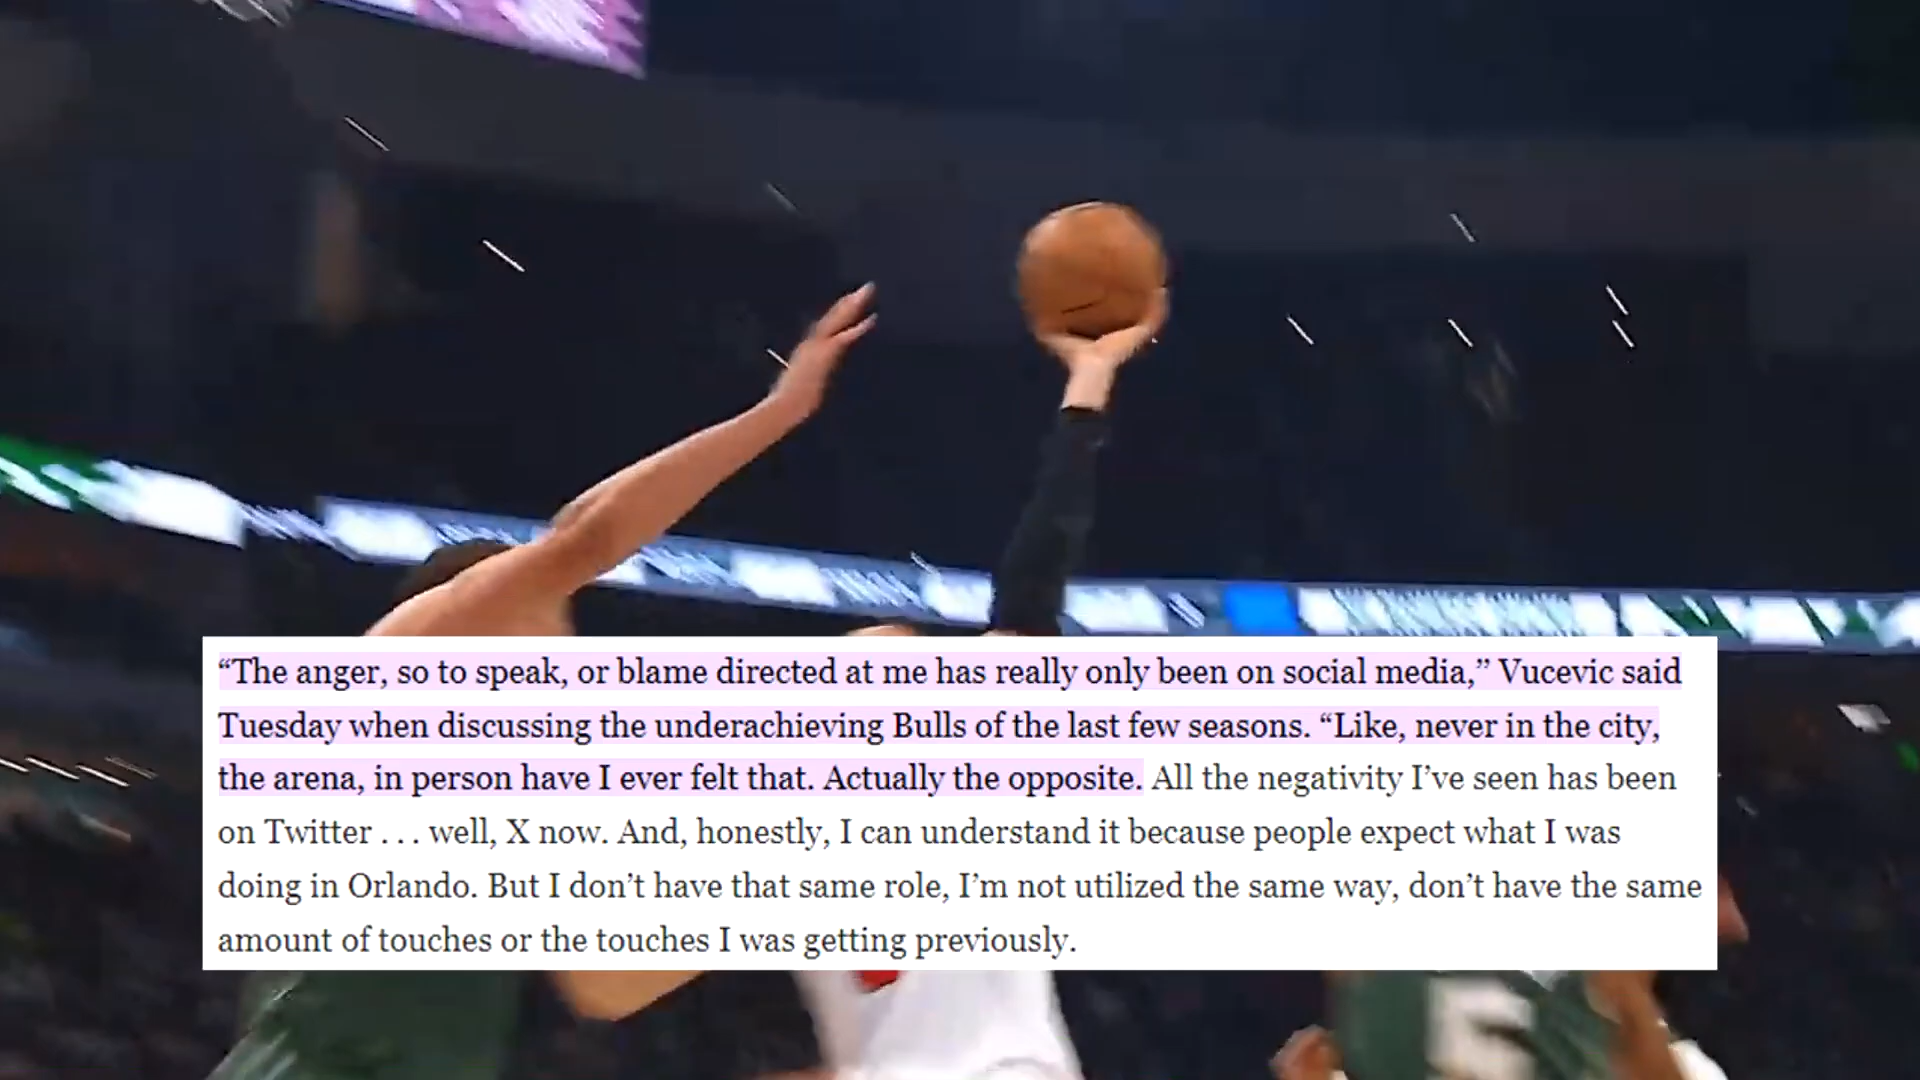 “The anger, so to speak, or blame directed at me has really only been on social media,” Vucevic said
Tuesday when discussing the underachieving Bulls of the last few seasons. “Like, never in the city,
the arena, in person have I ever felt that. Actually the opposite. All the negativity I’ve seen has been
on Twitter . . . well, X now. And, honestly, I can understand it because people expect what I was
doing in Orlando. But I don’t have that same role, I’m not utilized the same way, don’t have the same
amount of touches or the touches I was getting previously.
5